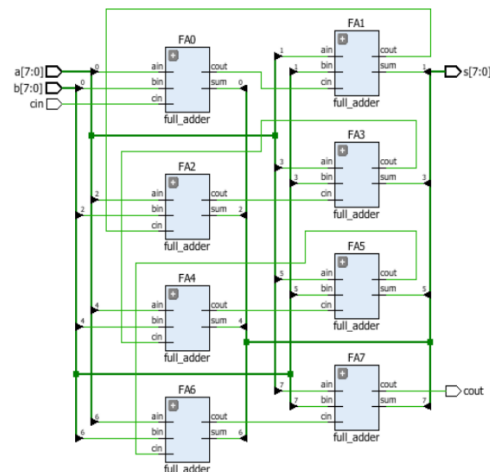 FA1
FA0
ain cout
1
bin sum 1
s[7:0]
1
cin
full_adder
a[7:0]
0
ain cout
b[7:0]
0
bin sum 0
cin
cin
full_adder
FA3
3
ain cout
3
bin sum 3
cin
full_adder
FA2
2
ain cout
2
bin sum 2
cin
full_adder
FA5
5
ain cout
5
bin sum 5
cin
full_adder
FA4
4
ain cout
4
bin sum 4
cin
full_adder
FA7
7
ain cout
cout
7
bin sum 7
cin
full_adder
FA6
6
ain cout
6
bin sum 6
cin
full_adder